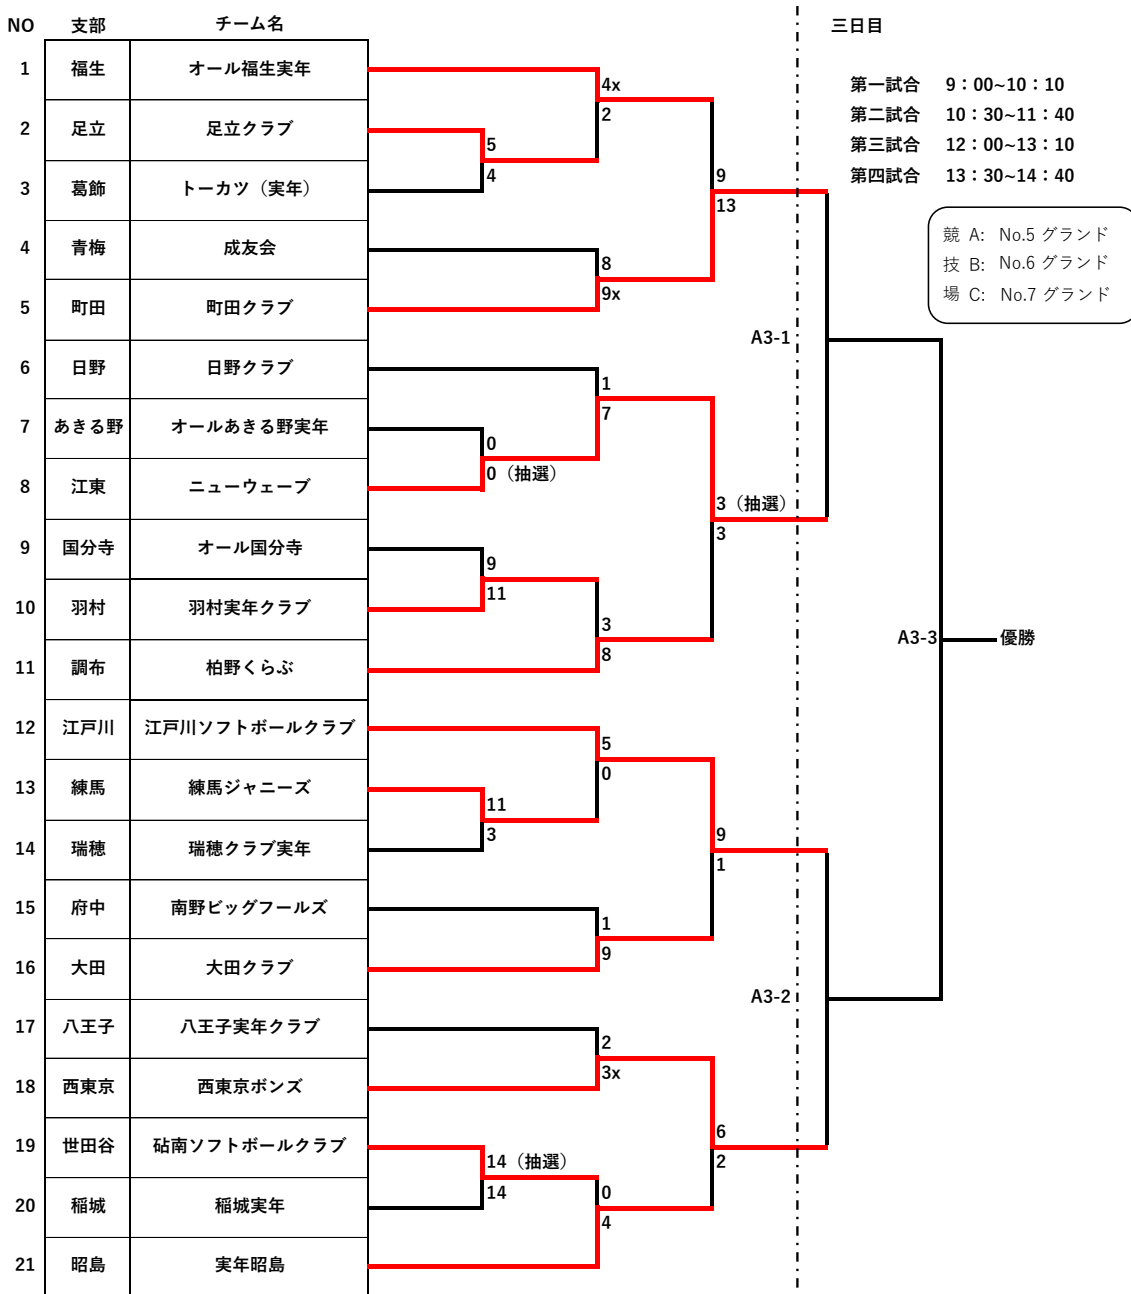 NO 支部 チーム名
三日目
1 福生 オール福生実年
2 足立 足立クラブ
3 葛飾 トーカツ（実年）
4 青梅 成友会
5 町田 町田クラブ
6 日野 日野クラブ
7 あきる野 オールあきる野実年
8 江東 ニューウェーブ
9 国分寺 オール国分寺
10 羽村 羽村実年クラブ
11 調布 柏野くらぶ
12 江戸川 江戸川ソフトボールクラブ
13 練馬 練馬ジャニーズ
14 瑞穂 瑞穂クラブ実年
15 府中 南野ビッグフールズ
16 大田 大田クラブ
17 八王子 八王子実年クラブ
18 西東京 西東京ボンズ
19 世田谷 砧南ソフトボールクラブ
20 稲城 稲城実年
21 昭島 実年昭島
5
4
0
0（抽選）
9
11
11
3
14（抽選）
14
4x
2
8
9x
1
7
3
8
5
0
1
9
2
3x
0
4
9
13
3（抽選）
3
9
1
6
2
A3-1
A3-2
A3-3
優勝
第一試合 9：00~10：10
第二試合 10：30~11：40
第三試合 12：00~13：10
第四試合 13：30~14：40
競 A: No.5 グランド
技 B: No.6 グランド
場 C: No.7 グランド